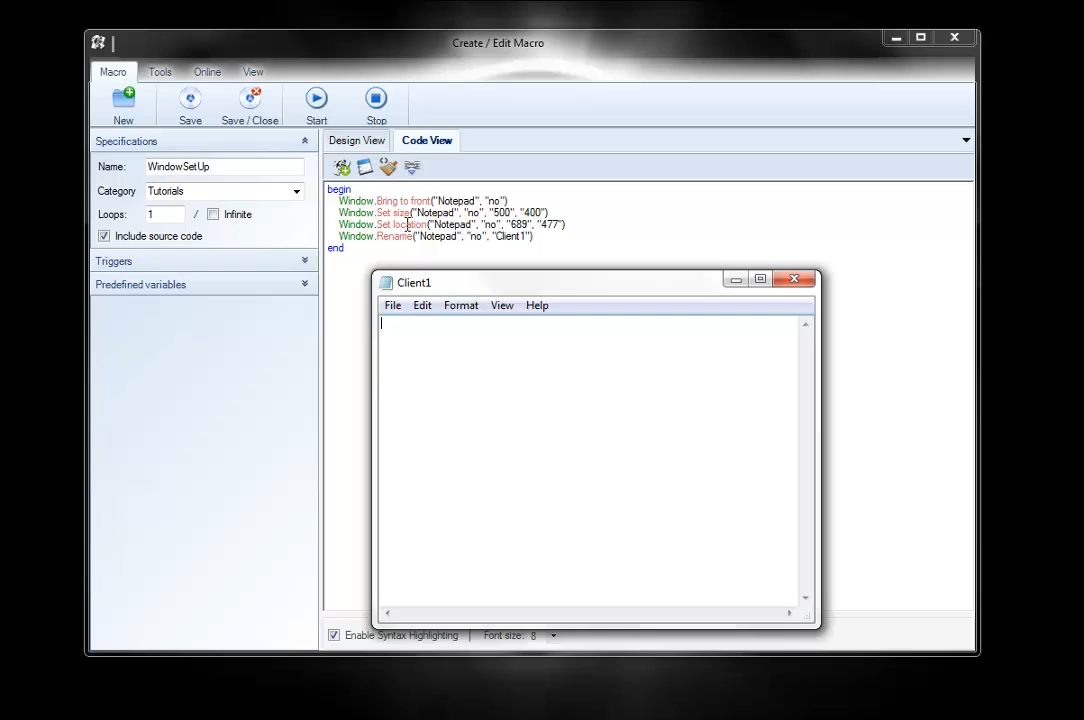 Create / Edit Macro
Macro Tools Online View
New Save Save / Close Start Stop
Specifications
Name: WindowSetUp
Category Tutorials
Loops: 1 / Infinite
Include source code
Triggers
Predefined variables
Design View Code View
begin
Window.Bring to front("Notepad", "no")
Window.Set size("Notepad", "no", "500", "400")
Window.Set location("Notepad", "no", "689", "477")
Window.Rename("Notepad", "no", "Client1")
end
Client1
File Edit Format View Help
Enable Syntax Highlighting Font size: 8